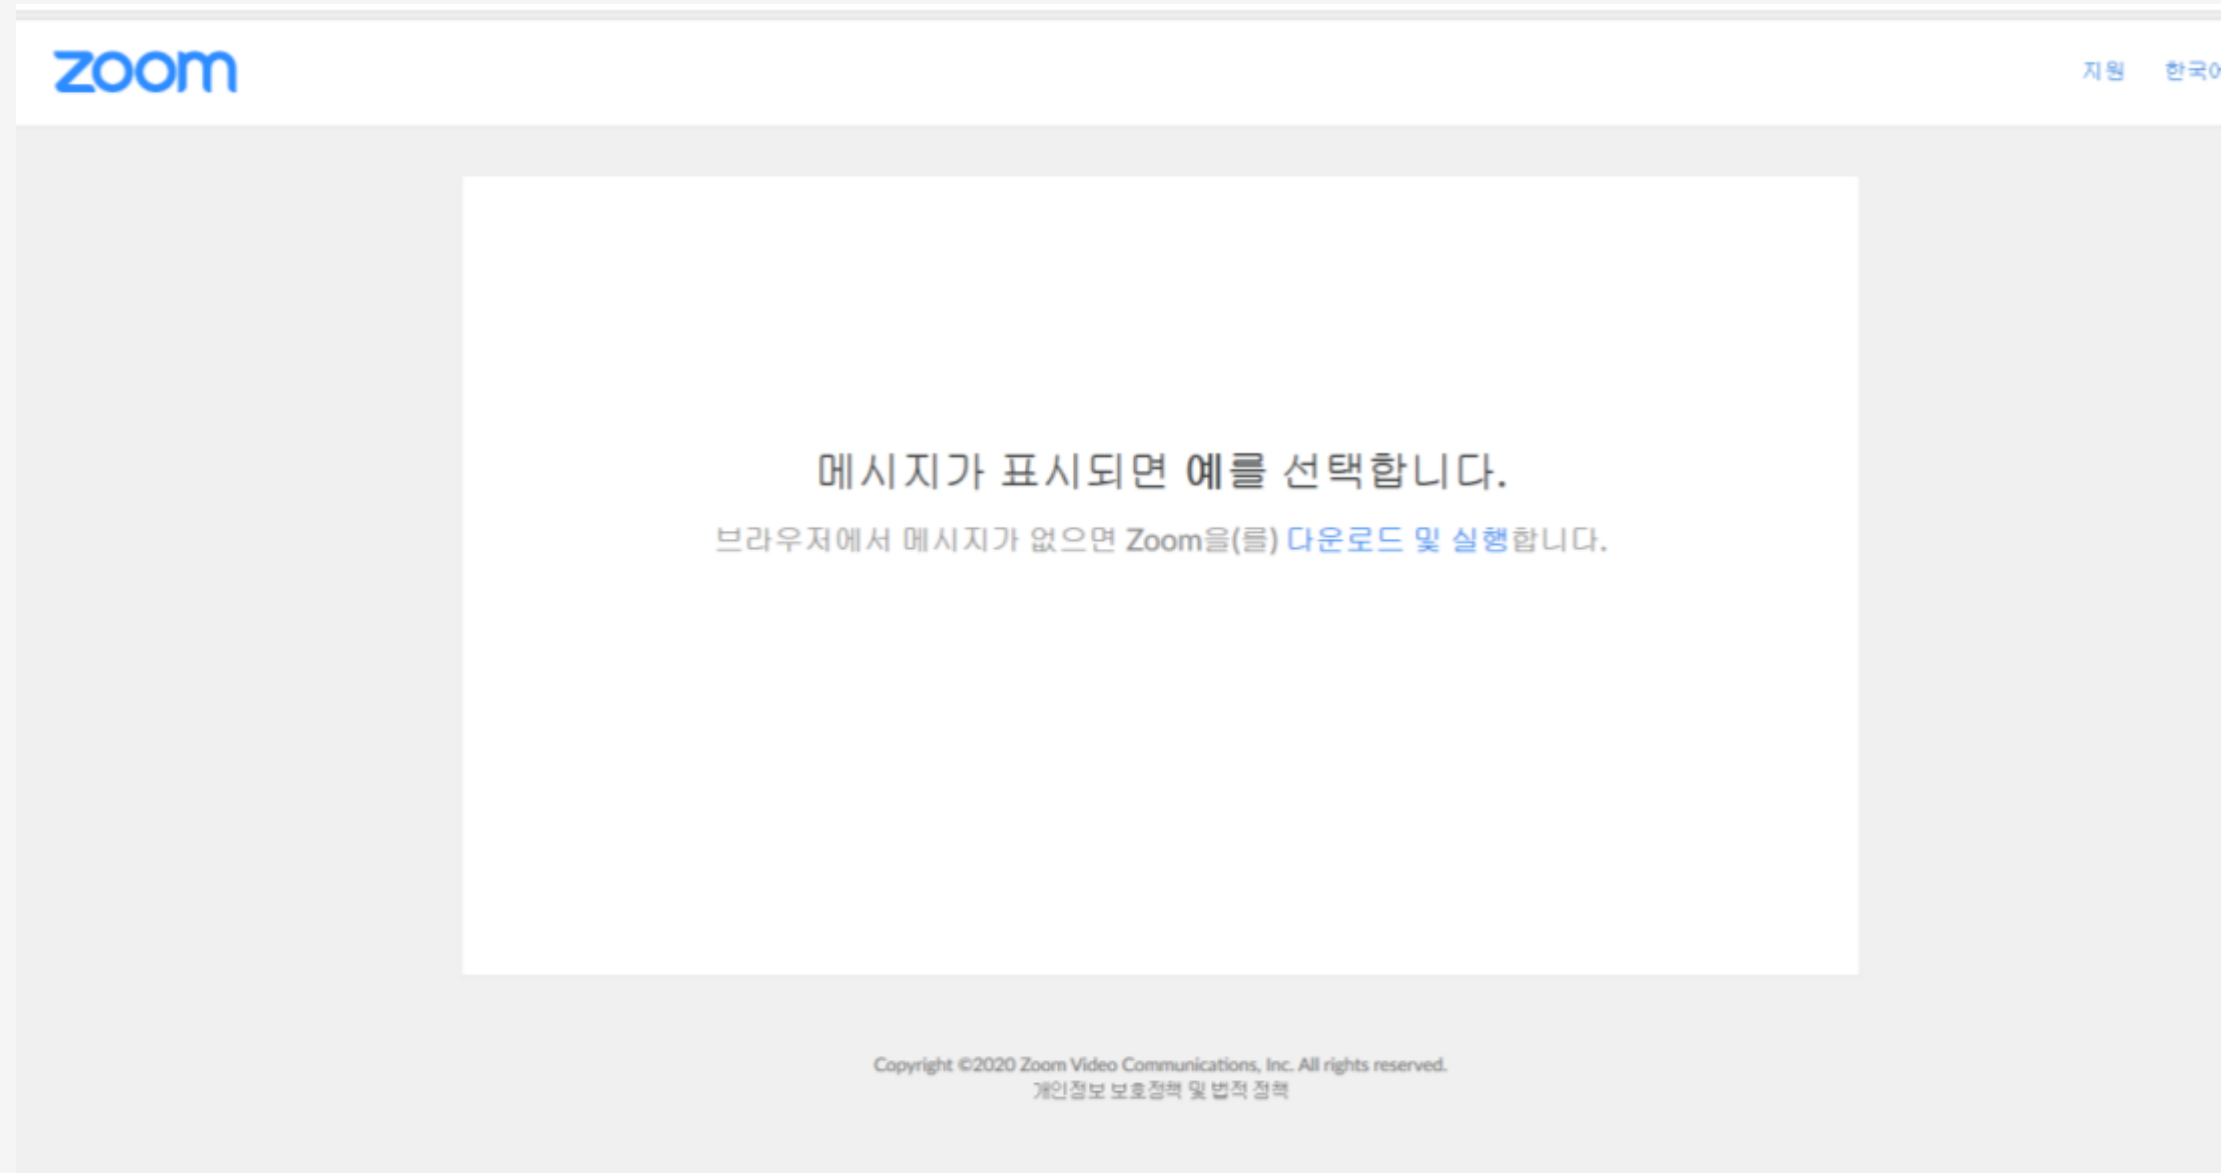 zoom
지원 한국어
메시지가 표시되면 예를 선택합니다.
브라우저에서 메시지가 없으면 Zoom을(를) 다운로드 및 실행합니다.
Copyright ©2020 Zoom Video Communications, Inc. All rights reserved.
개인정보 보호정책 및 법적 정책